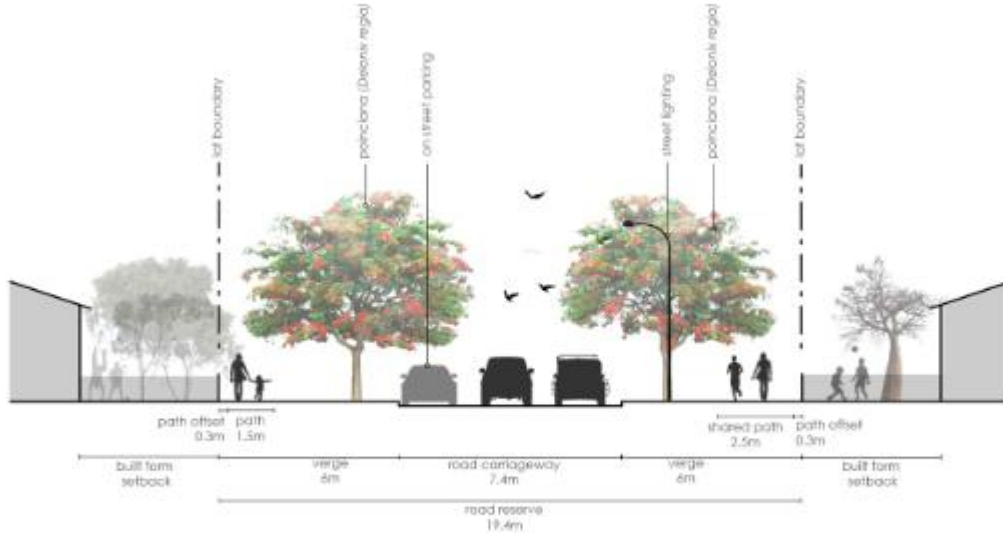 lot boundary
poinciana (Delonix regia)
on street parking
street lighting
poinciana (Delonix regia)
lot boundary
path offset
0.3m
path
1.5m
shared path
2.5m
path offset
0.3m
built form
setback
verge
6m
road carriageway
7.4m
verge
6m
built form
setback
road reserve
19.4m